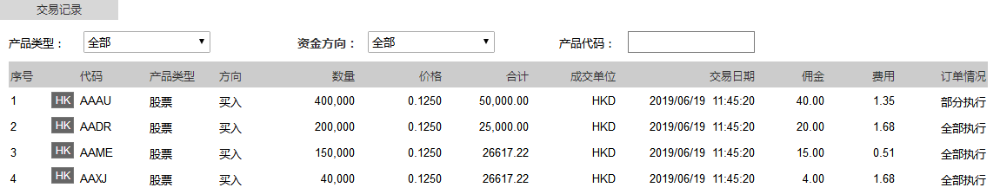 交易记录
产品类型： 全部 资金方向： 全部 产品代码：
序号 代码 产品类型 方向 数量 价格 合计 成交单位 交易日期 佣金 费用 订单情况
1 HK AAAU 股票 买入 400,000 0.1250 50,000.00 HKD 2019/06/19 11:45:20 40.00 1.35 部分执行
2 HK AADR 股票 买入 200,000 0.1250 25,000.00 HKD 2019/06/19 11:45:20 20.00 1.68 全部执行
3 HK AAME 股票 买入 150,000 0.1250 26617.22 HKD 2019/06/19 11:45:20 15.00 0.51 全部执行
4 HK AAXJ 股票 买入 40,000 0.1250 26617.22 HKD 2019/06/19 11:45:20 4.00 1.68 全部执行